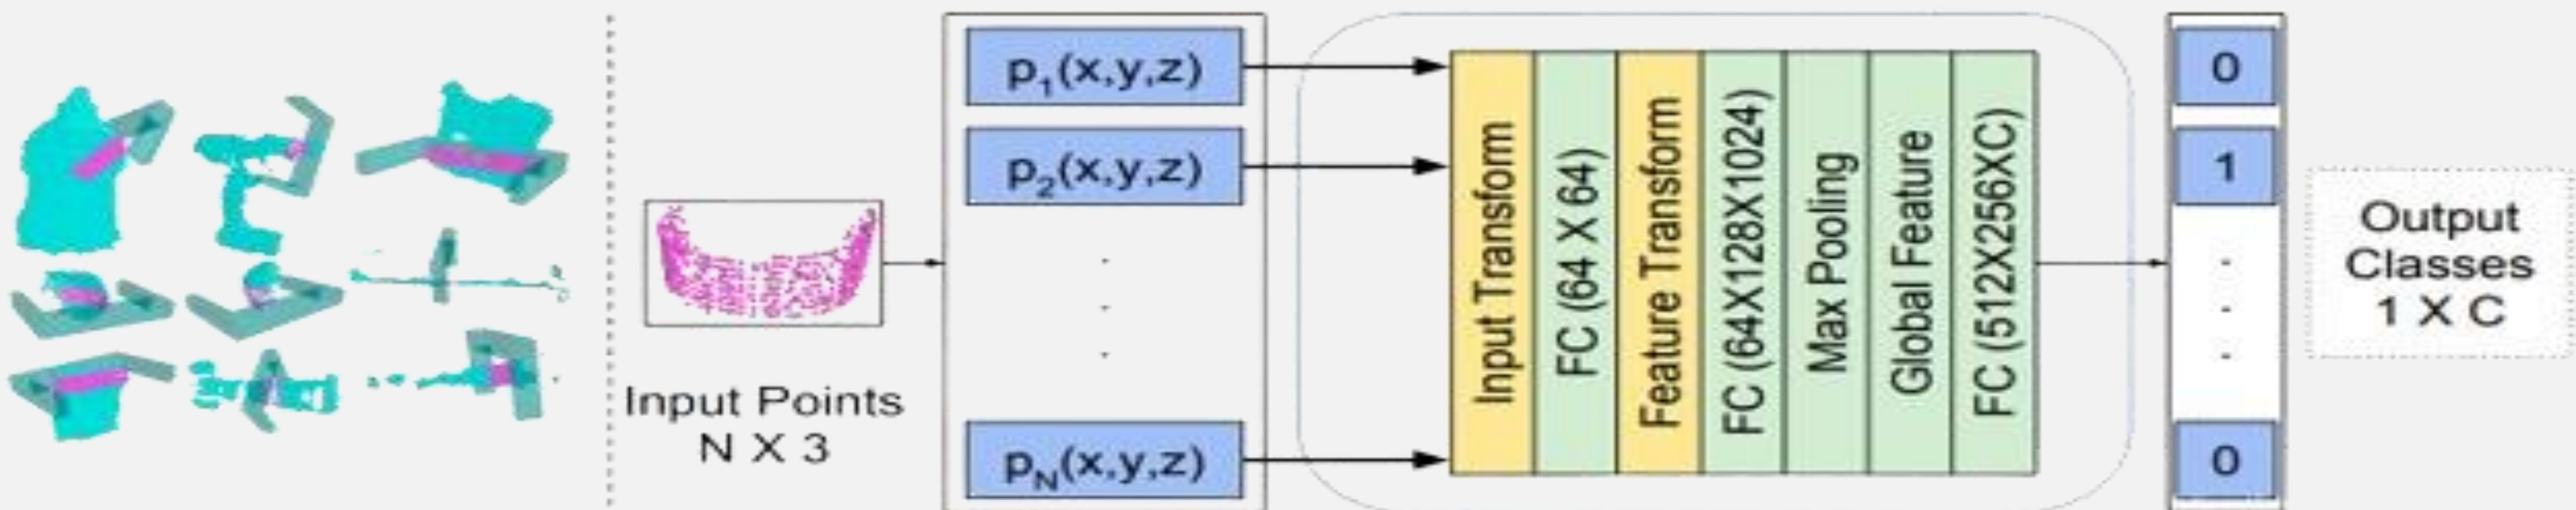 Input Points
N X 3
p₁(x,y,z)
p₂(x,y,z)
.
.
.
p_N(x,y,z)
Input Transform
FC (64 X 64)
Feature Transform
FC (64X128X1024)
Max Pooling
Global Feature
FC (512X256XC)
0
1
.
.
.
0
Output
Classes
1 X C